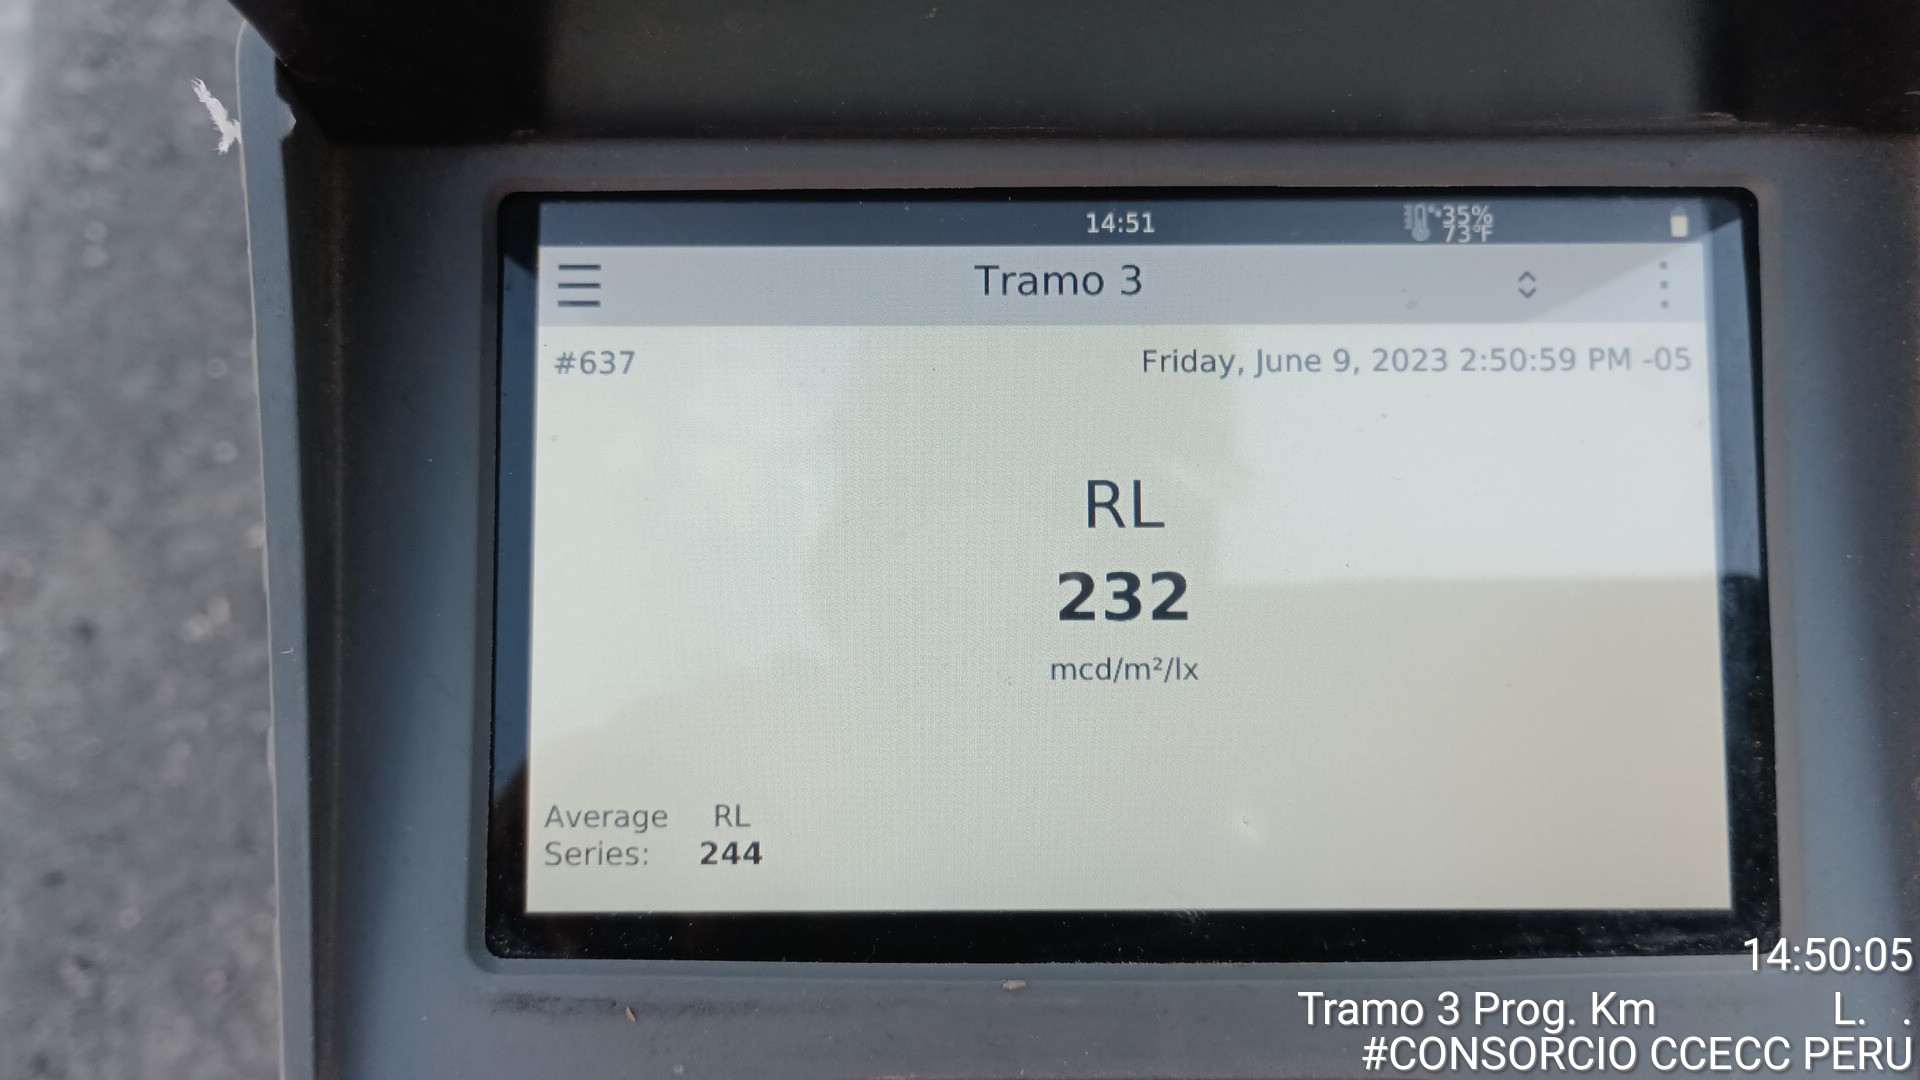 14:51
35%
73°F
Tramo 3
#637
Friday, June 9, 2023 2:50:59 PM -05
RL
232
mcd/m²/lx
Average RL
Series: 244
14:50:05
Tramo 3 Prog. Km L. .
#CONSORCIO CCECC PERU